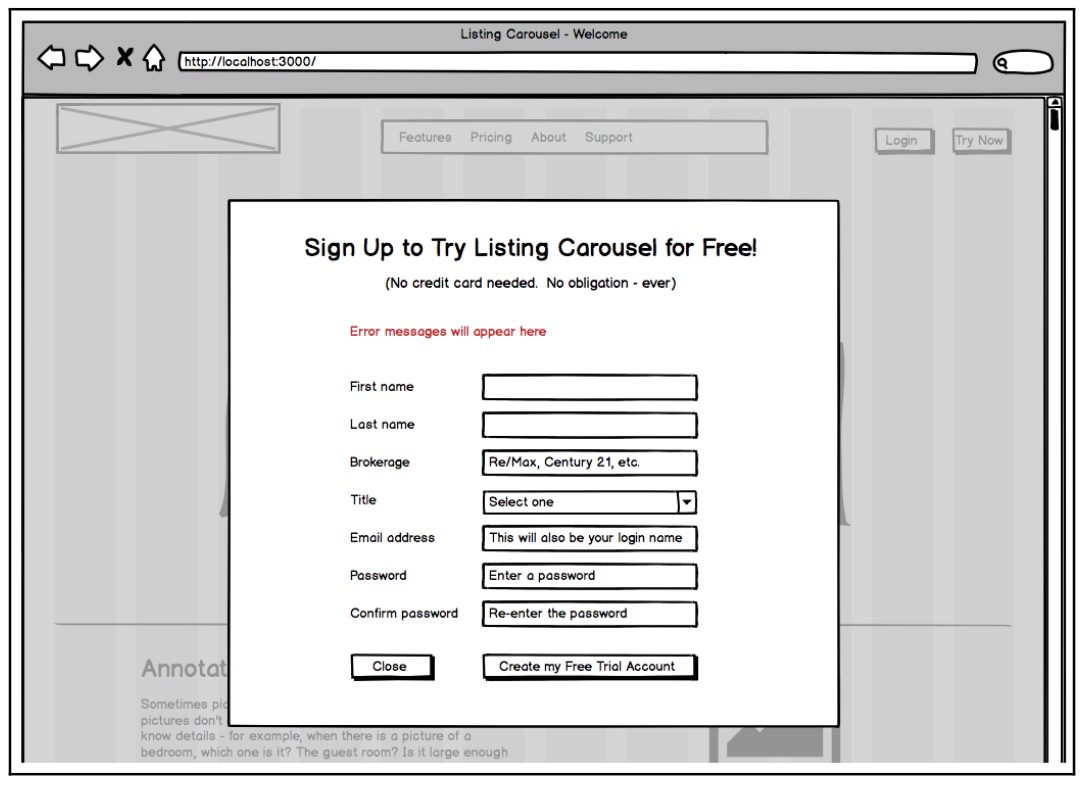 Listing Carousel - Welcome
http://localhost:3000/
Features Pricing About Support
Login Try Now
Sign Up to Try Listing Carousel for Free!
(No credit card needed. No obligation - ever)
Error messages will appear here
First name
Last name
Brokerage Re/Max, Century 21, etc.
Title Select one
Email address This will also be your login name
Password Enter a password
Confirm password Re-enter the password
Close Create my Free Trial Account
Annotat
Sometimes pic
pictures don't
know details - for example, when there is a picture of a
bedroom, which one is it? The guest room? Is it large enough